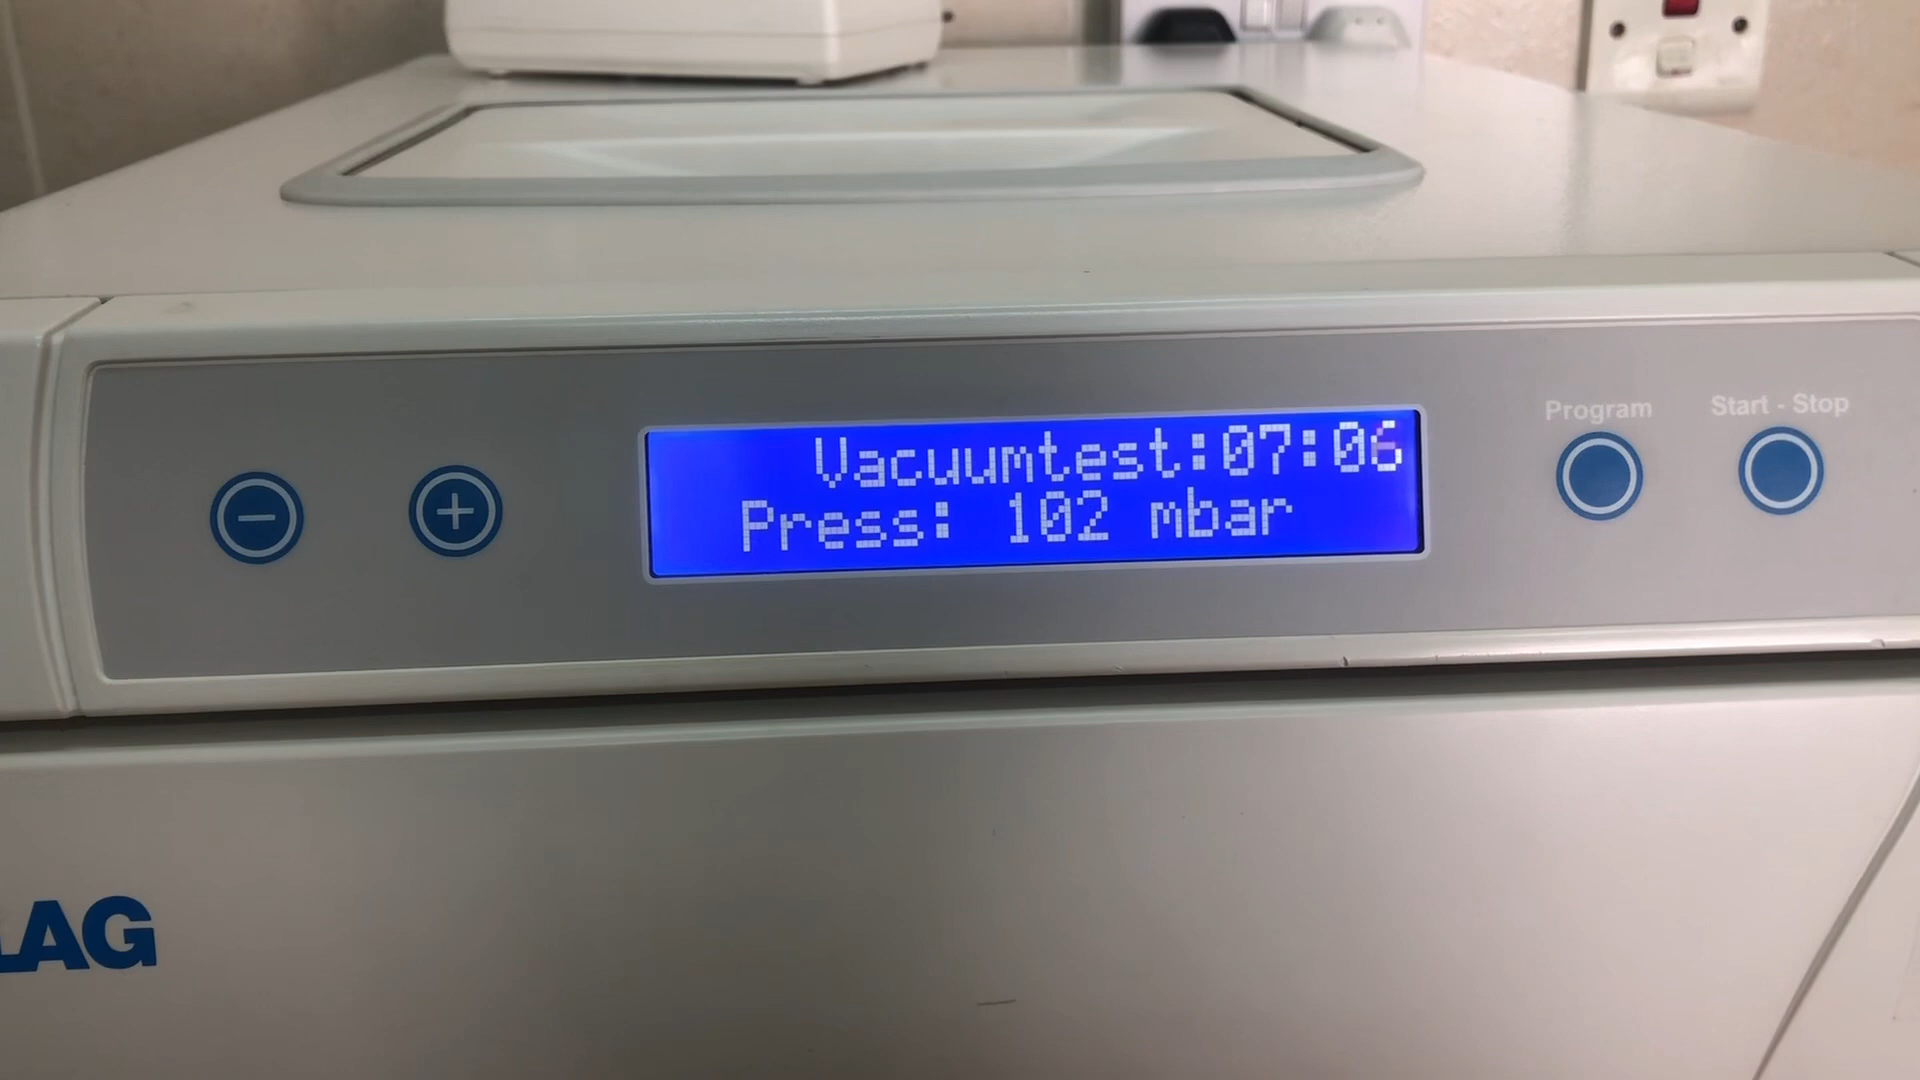 Program
Start - Stop
Vacuumtest:07:06
Press: 102 mbar
LAG